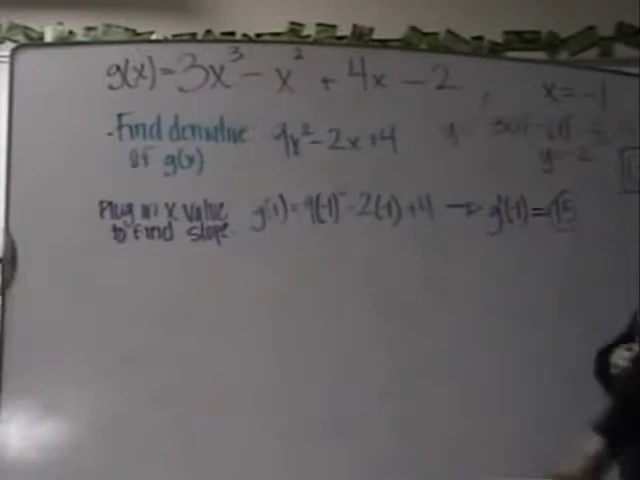 g(x)=3x³ - x² + 4x - 2
x=-1
. Find derivative of g(x)
9x² - 2x + 4
y=-2
Plug in x value to find slope.
g'(-1) = 9(-1)² - 2(-1) + 4 → g'(-1) = 15